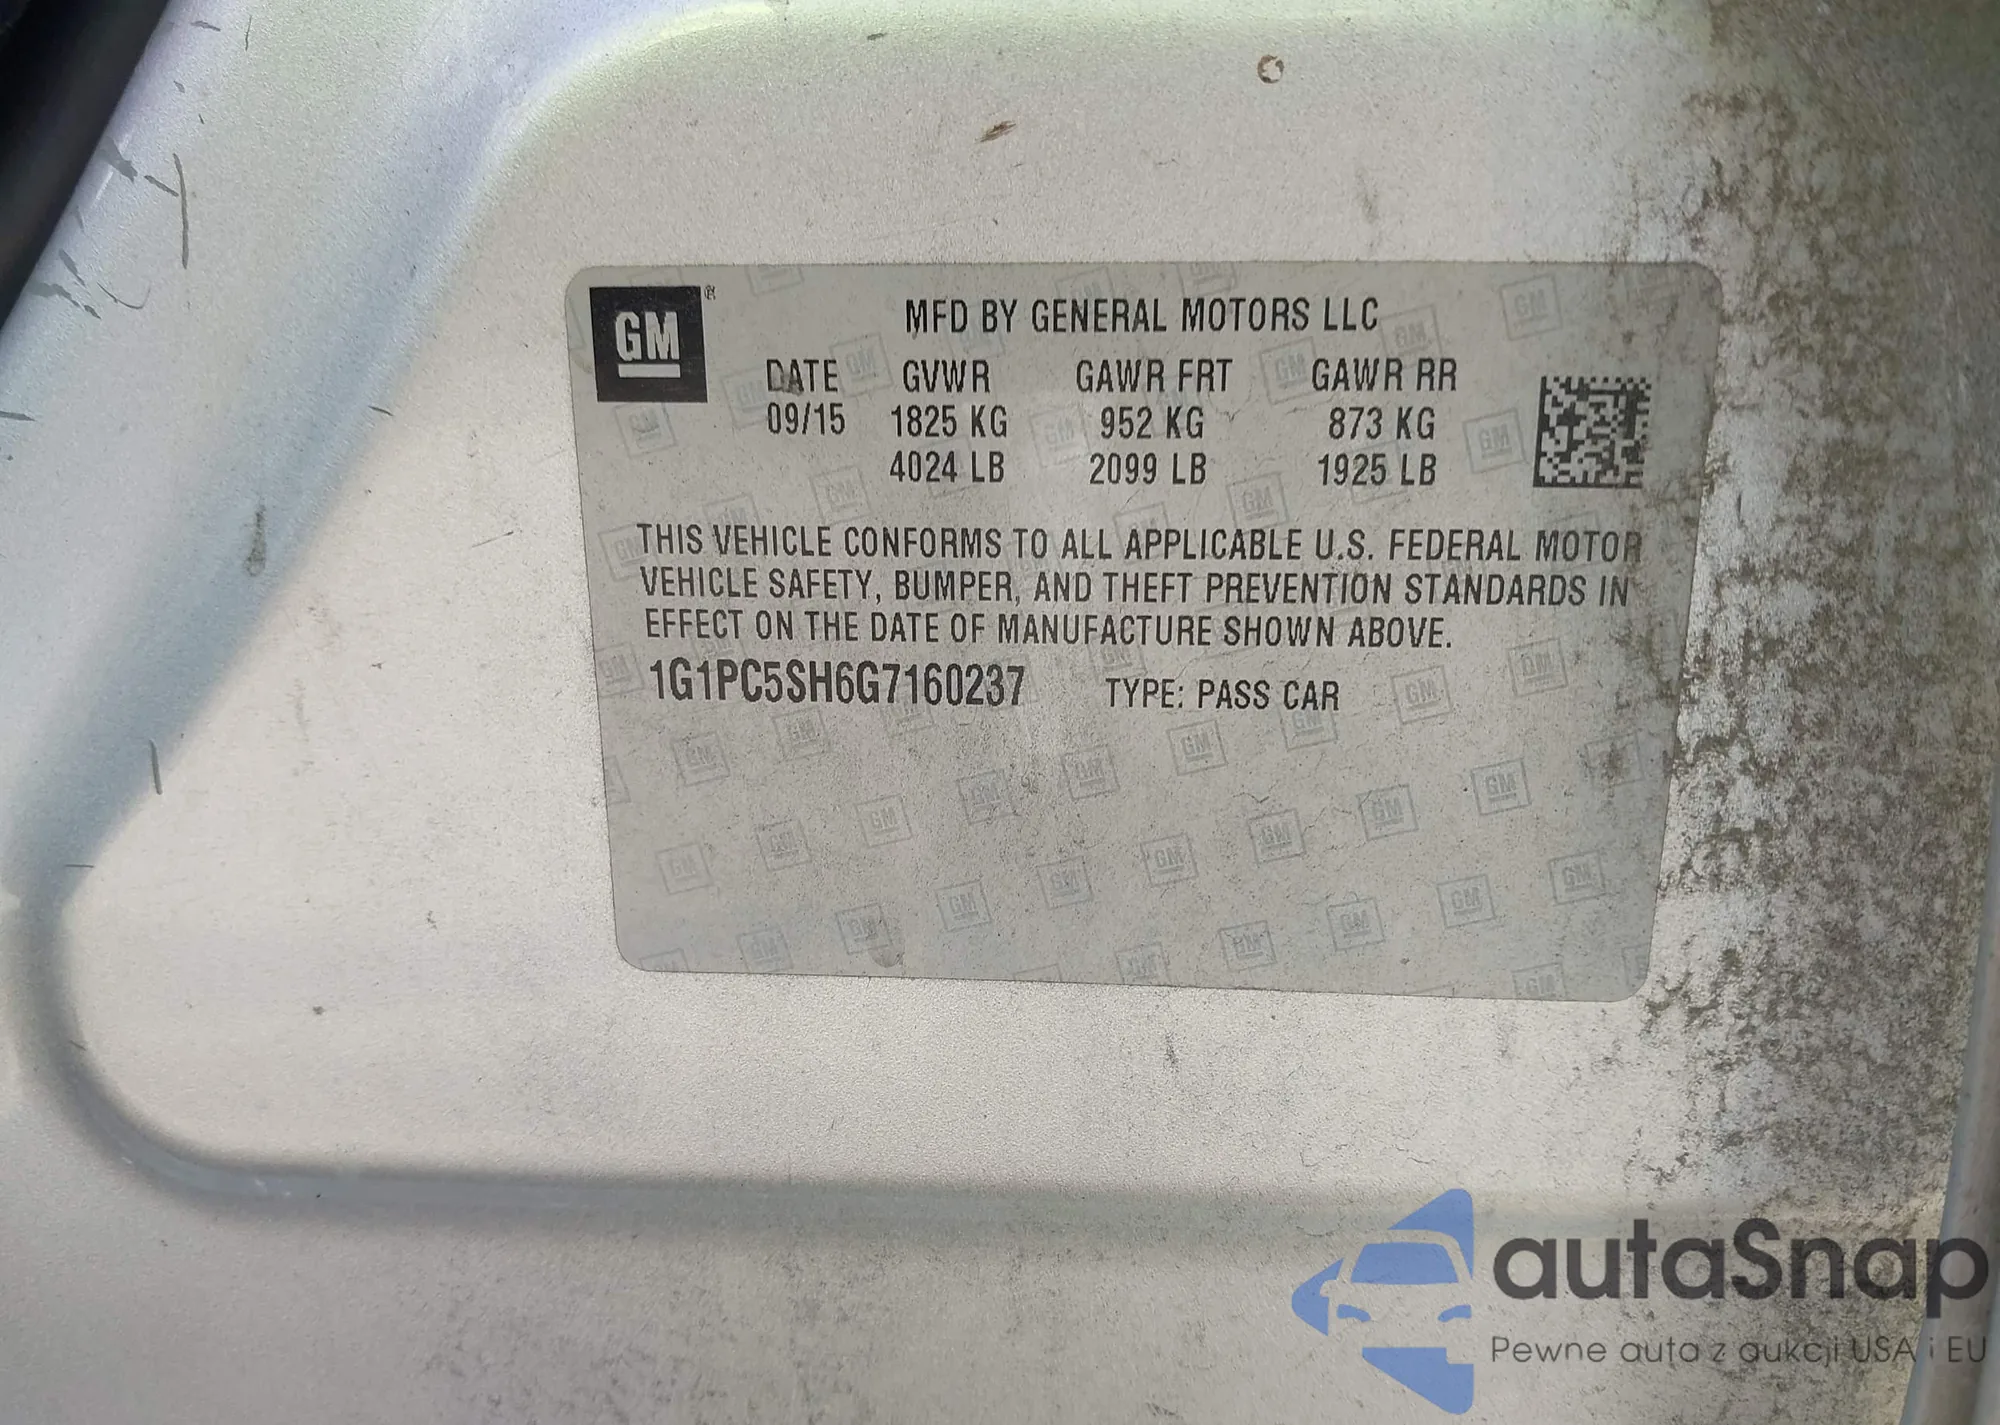 GM®
MFD BY GENERAL MOTORS LLC
DATE GVWR GAWR FRT GAWR RR
09/15 1825 KG 952 KG 873 KG
4024 LB 2099 LB 1925 LB
THIS VEHICLE CONFORMS TO ALL APPLICABLE U.S. FEDERAL MOTOR
VEHICLE SAFETY, BUMPER, AND THEFT PREVENTION STANDARDS IN
EFFECT ON THE DATE OF MANUFACTURE SHOWN ABOVE.
1G1PC5SH6G7160237 TYPE: PASS CAR
autaSnap
Pewne auta z aukcji USA i EU